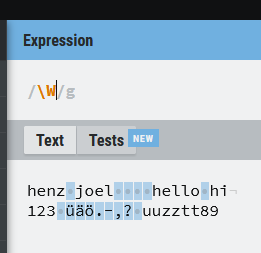 Expression
/\W/g
Text Tests NEW
henz joel    hello hi¬
123 üäö.-,? uuzztt89